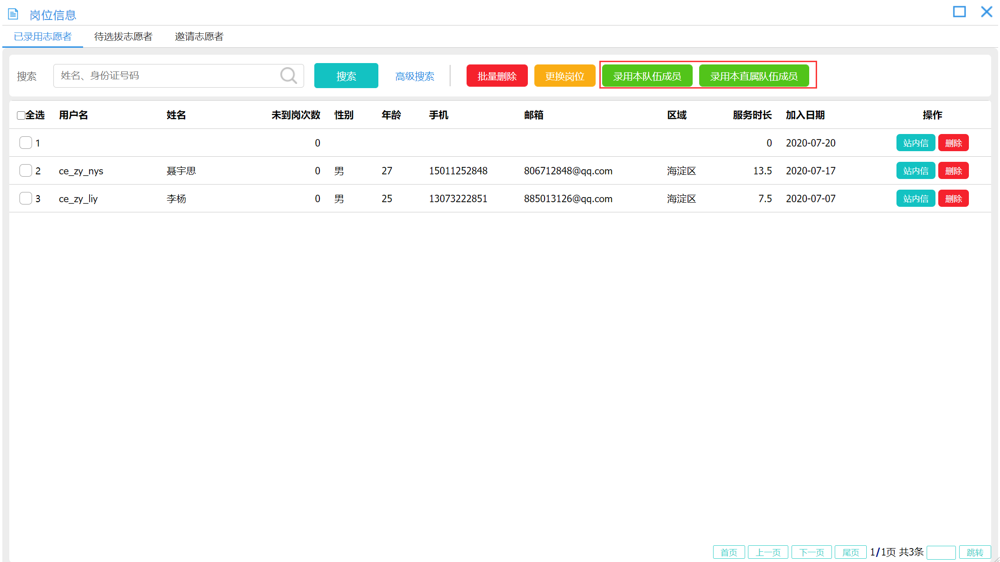 岗位信息
已录用志愿者 待选拔志愿者 邀请志愿者
搜索 姓名、身份证号码 搜索 高级搜索 批量删除 更换岗位 录用本队伍成员 录用本直属队伍成员
全选 用户名 姓名 未到岗次数 性别 年龄 手机 邮箱 区域 服务时长 加入日期 操作
1 0 0 2020-07-20 站内信 删除
2 ce_zy_nys 聂宇思 0 男 27 15011252848 806712848@qq.com 海淀区 13.5 2020-07-17 站内信 删除
3 ce_zy_liy 李杨 0 男 25 13073222851 885013126@qq.com 海淀区 7.5 2020-07-07 站内信 删除
首页 上一页 下一页 尾页 1/1页 共3条 跳转